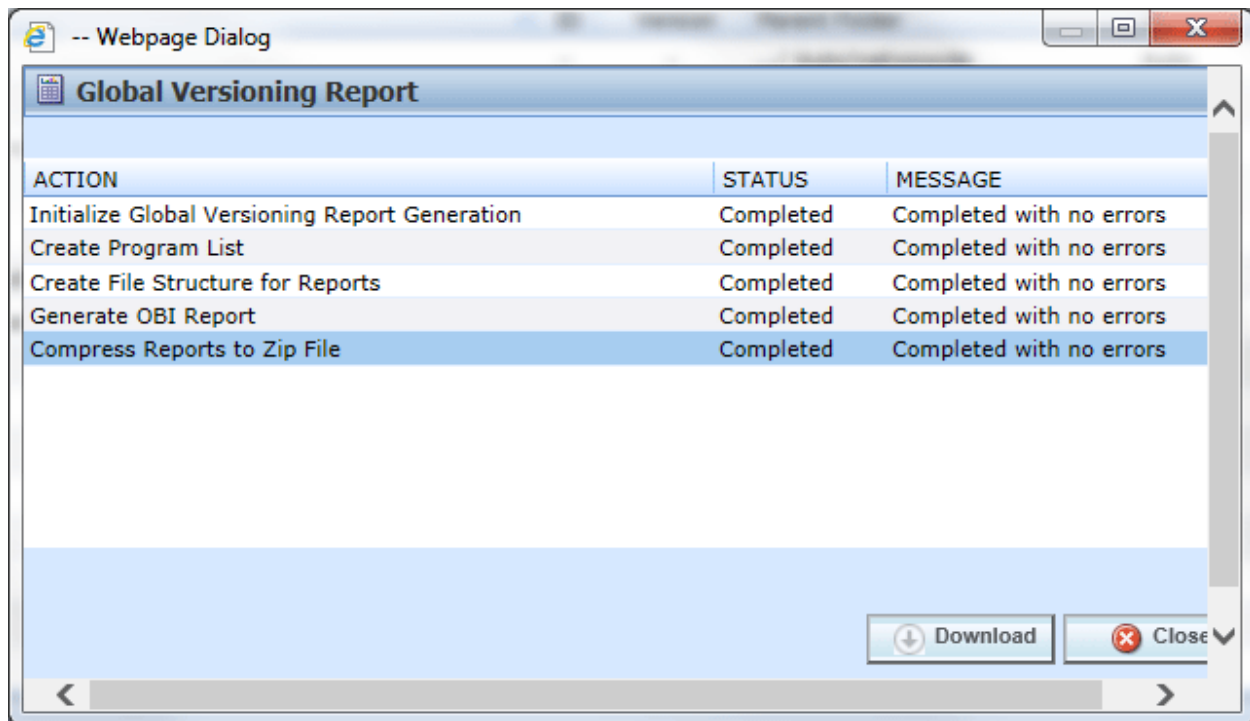 -- Webpage Dialog
Global Versioning Report
ACTION STATUS MESSAGE
Initialize Global Versioning Report Generation Completed Completed with no errors
Create Program List Completed Completed with no errors
Create File Structure for Reports Completed Completed with no errors
Generate OBI Report Completed Completed with no errors
Compress Reports to Zip File Completed Completed with no errors
Download Close